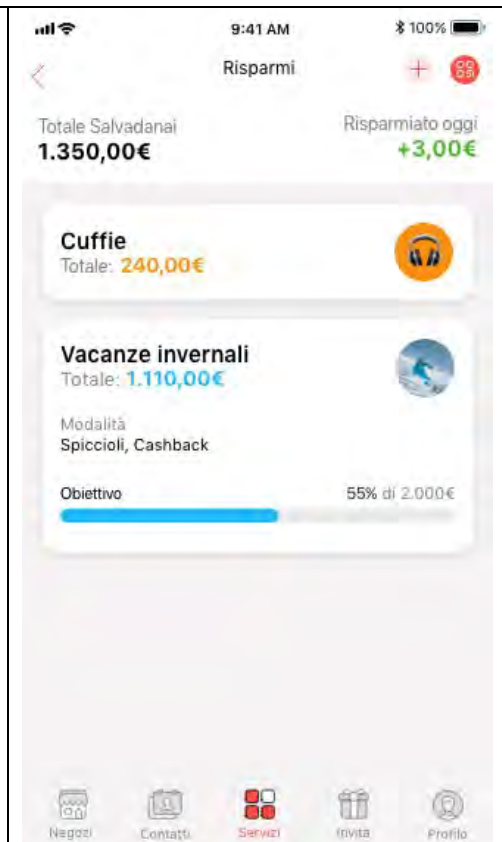 9:41 AM
100%
Risparmi
Totale Salvadanai
1.350,00€
Risparmiato oggi
+3,00€
Cuffie
Totale: 240,00€
Vacanze invernali
Totale: 1.110,00€
Modalità
Spiccioli, Cashback
Obiettivo
55% di 2.000€
Negozi
Contatti
Servizi
Invita
Profilo